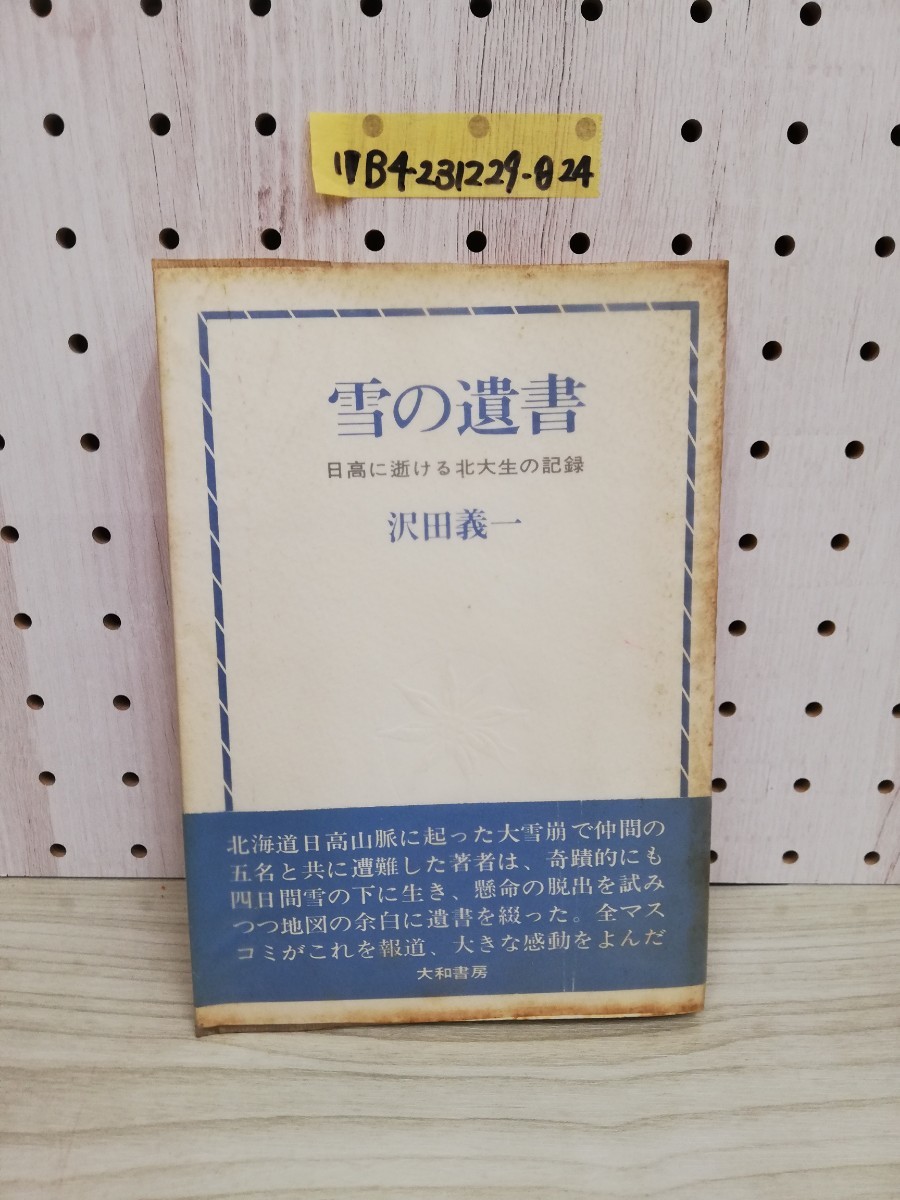 1B4-231229-824
雪の遺書
日高に逝ける北大生の記録
沢田義一
北海道日高山脈に起った大雪崩で仲間の
五名と共に遭難した著者は、奇蹟的にも
四日間雪の下に生き、懸命の脱出を試み
つつ地図の余白に遺書を綴った。全マス
コミがこれを報道、大きな感動をよんだ
大和書房